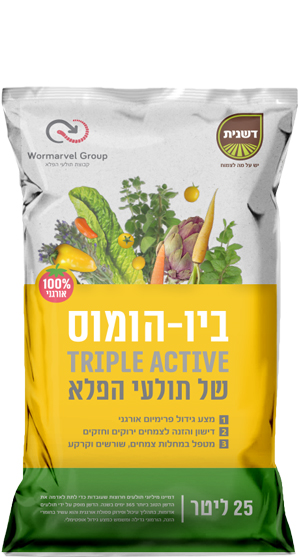 Wormarvel Group
קבוצת תולעי הפלא
דשנית
יש על מה לצמוח
100%
אורגני
ביו-הומוס
TRIPLE ACTIVE
של תולעי הפלא
1 מצע גידול פרימיום אורגני
2 דישון והזנה לצמחים ירוקים וחזקים
3 מטפל במחלות צמחים, שורשים וקרקע
25 ליטר